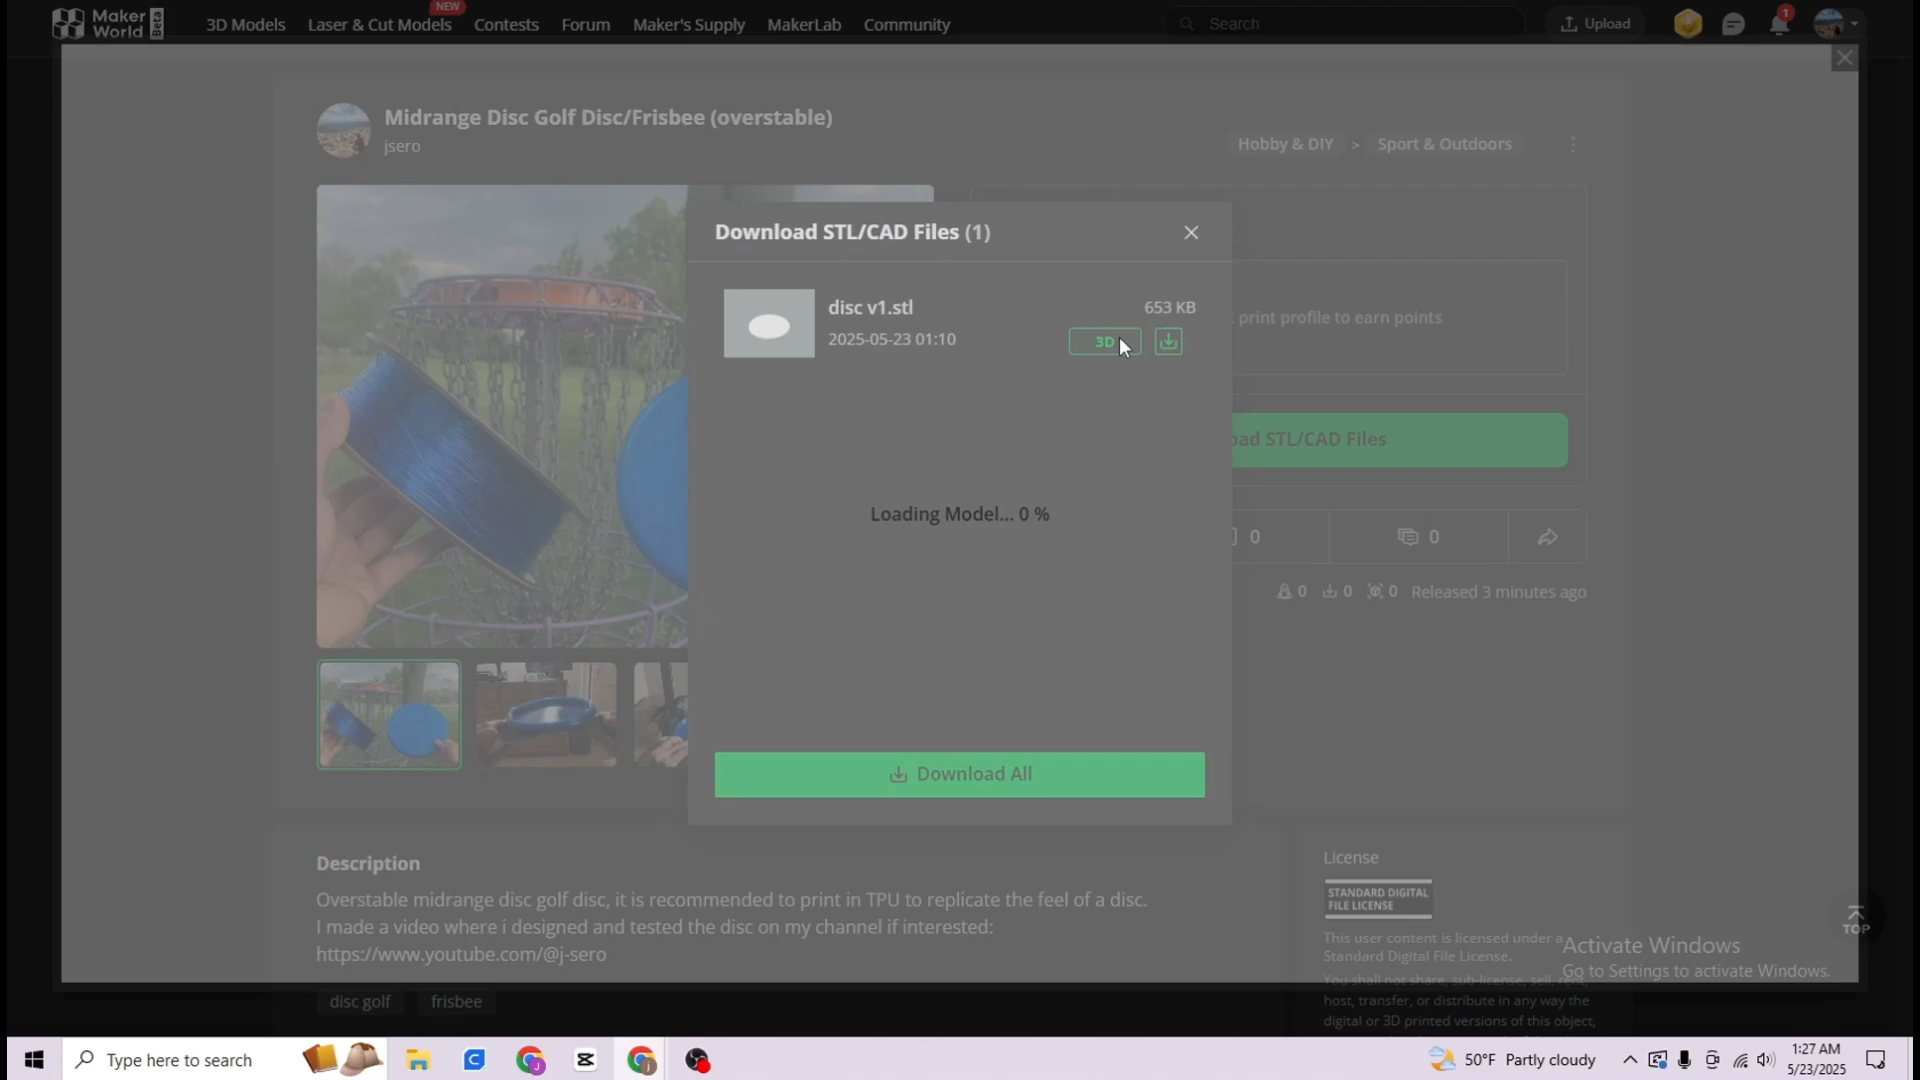 Maker World Beta
3D Models
Laser & Cut Models
NEW
Contests
Forum
Maker's Supply
MakerLab
Community
Search
Upload
1
Midrange Disc Golf Disc/Frisbee (overstable)
jsero
Hobby & DIY > Sport & Outdoors
Download STL/CAD Files (1)
disc v1.stl
653 KB
2025-05-23 01:10
3D
print profile to earn points
STL/CAD Files
Loading Model... 0 %
0
0
0 0 0 Released 3 minutes ago
Download All
Description
Overstable midrange disc golf disc, it is recommended to print in TPU to replicate the feel of a disc.
I made a video where i designed and tested the disc on my channel if interested:
https://www.youtube.com/@j-sero
disc golf
frisbee
License
STANDARD DIGITAL
FILE LICENSE
This user content is licensed under a
Standard Digital File License.
You shall not share, sub-license, sell, rent,
host, transfer, or distribute in any way the
digital or 3D printed versions of this object,
TOP
Activate Windows
Go to Settings to activate Windows.
Type here to search
50°F Partly cloudy
1:27 AM
5/23/2025